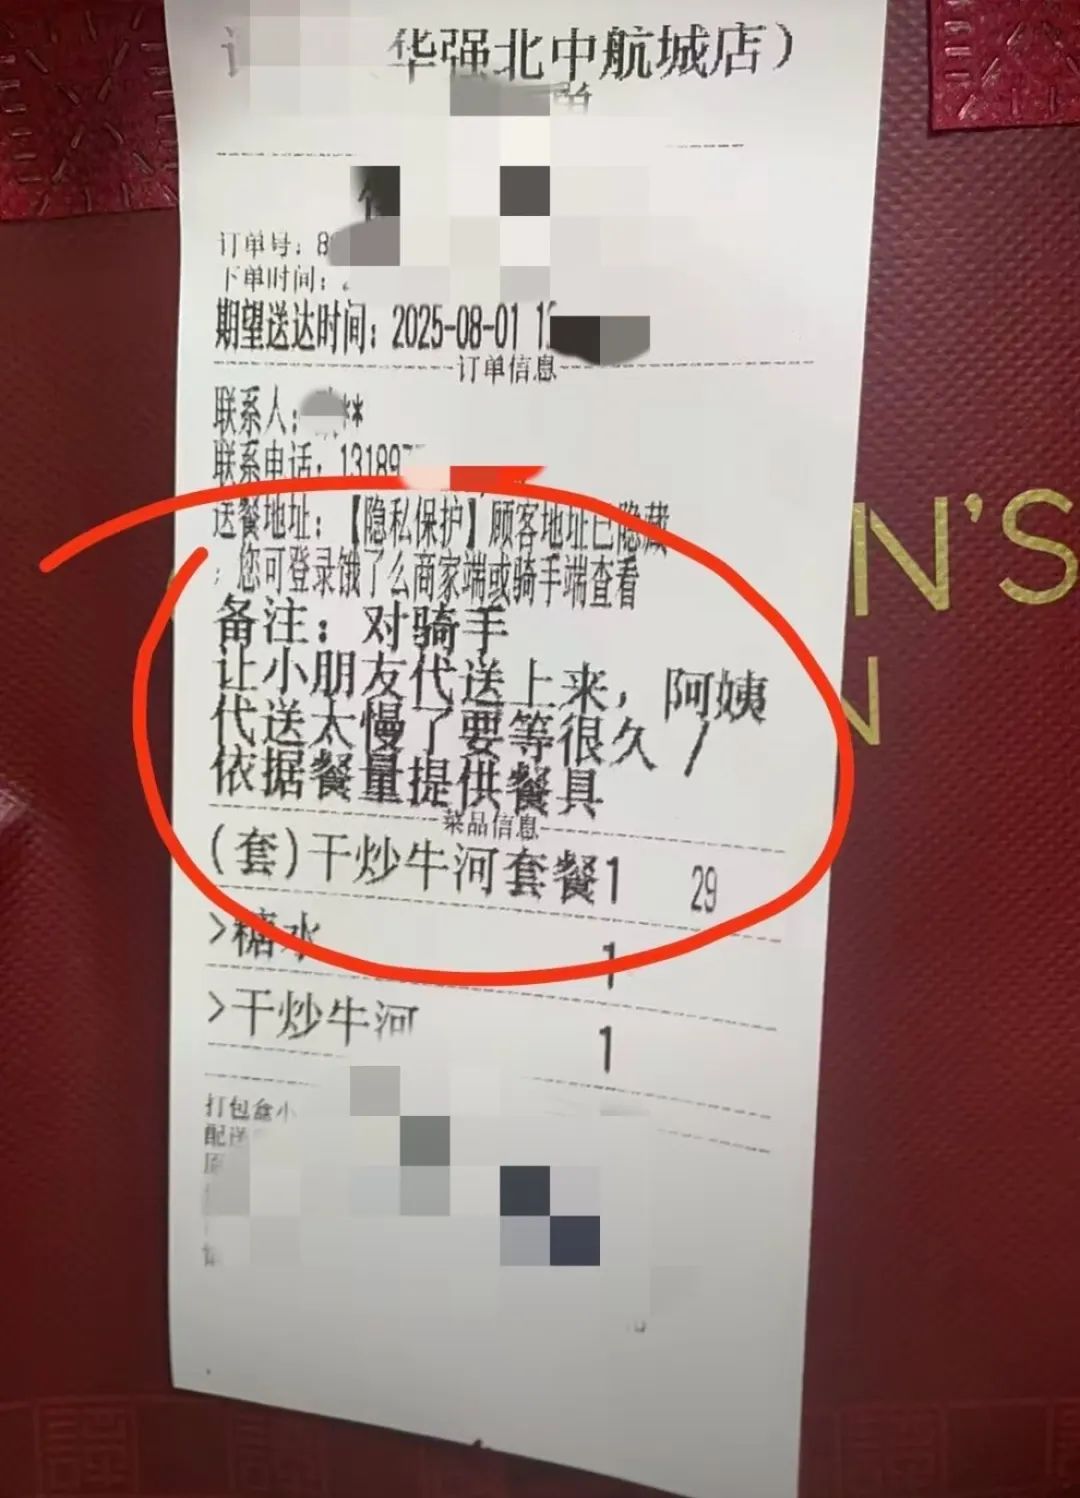 华强北中航城店）
订单号：8
下单时间：
期望送达时间：2025-08-01 1
订单信息
联系人： **
联系电话：13189
送餐地址：【隐私保护】顾客地址已隐藏
，您可登录饿了么商家端或骑手端查看
备注：对骑手
让小朋友代送上来，阿姨
代送太慢了要等很久 /
依据餐量提供餐具
菜品信息
(套)干炒牛河套餐1 29
>糖水 1
>干炒牛河 1
打包盒小
配送
N'S
N